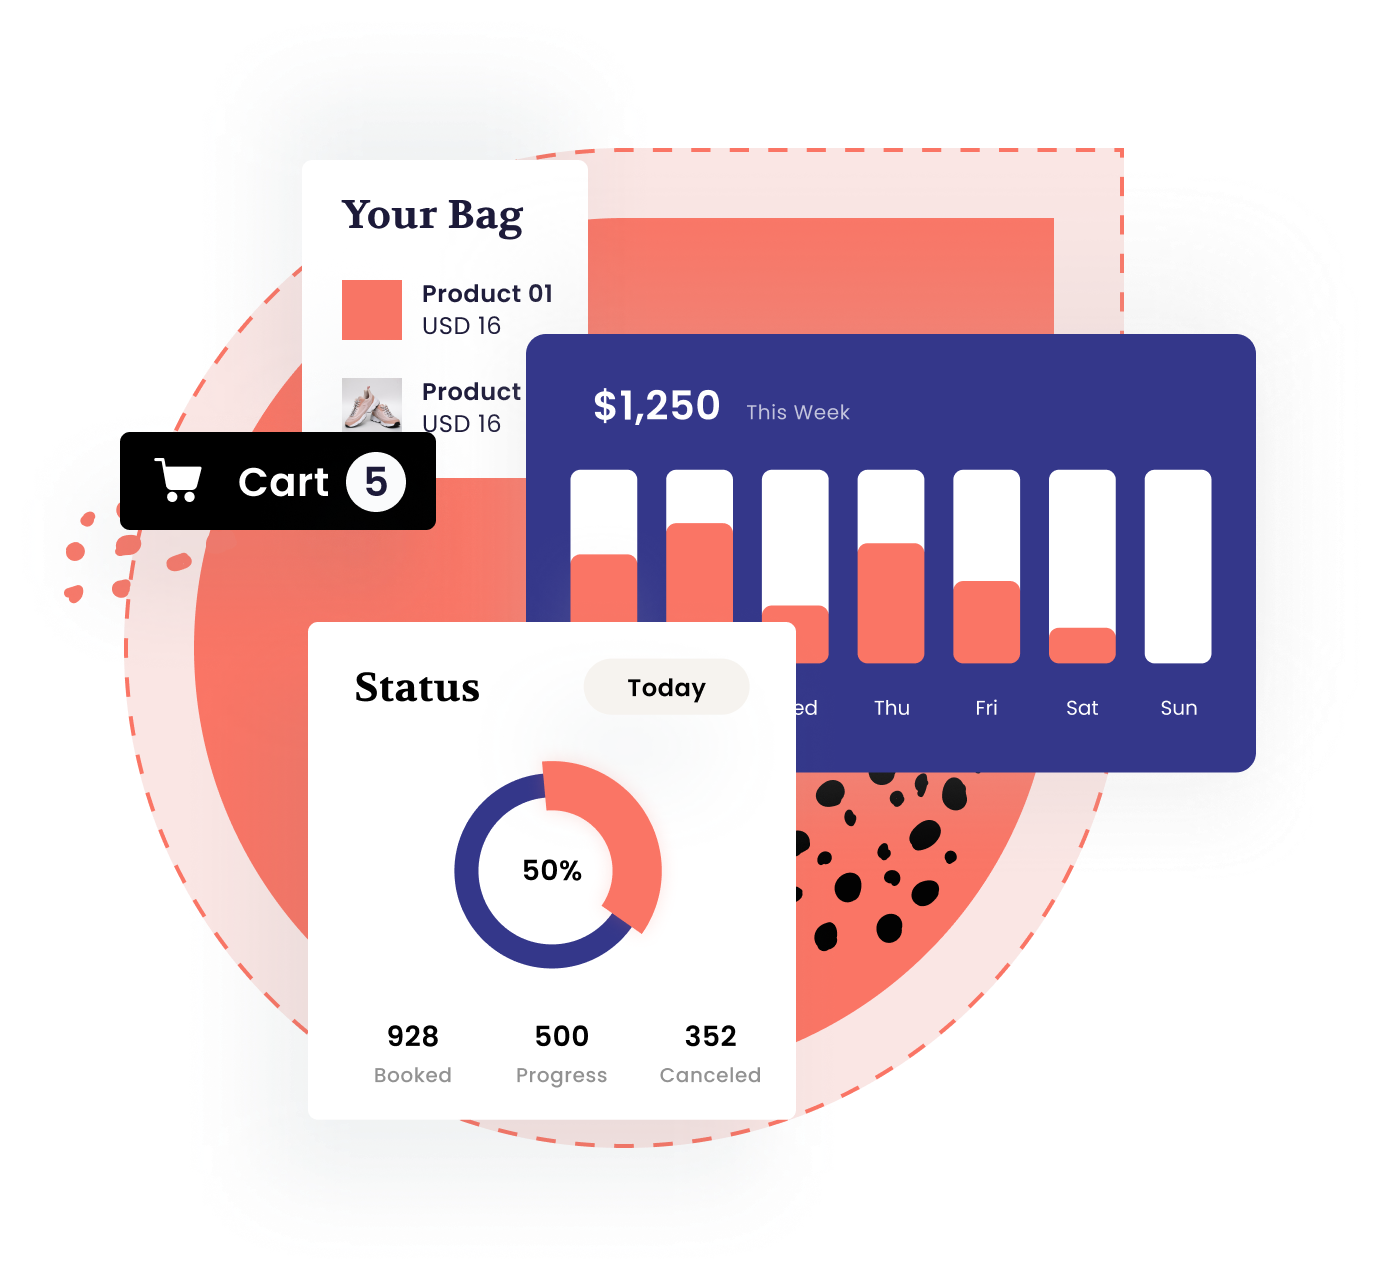 Your Bag
Product 01
USD 16
Product
USD 16
Cart 5
$1,250 This Week
ed Thu Fri Sat Sun
Status Today
50%
928 500 352
Booked Progress Canceled